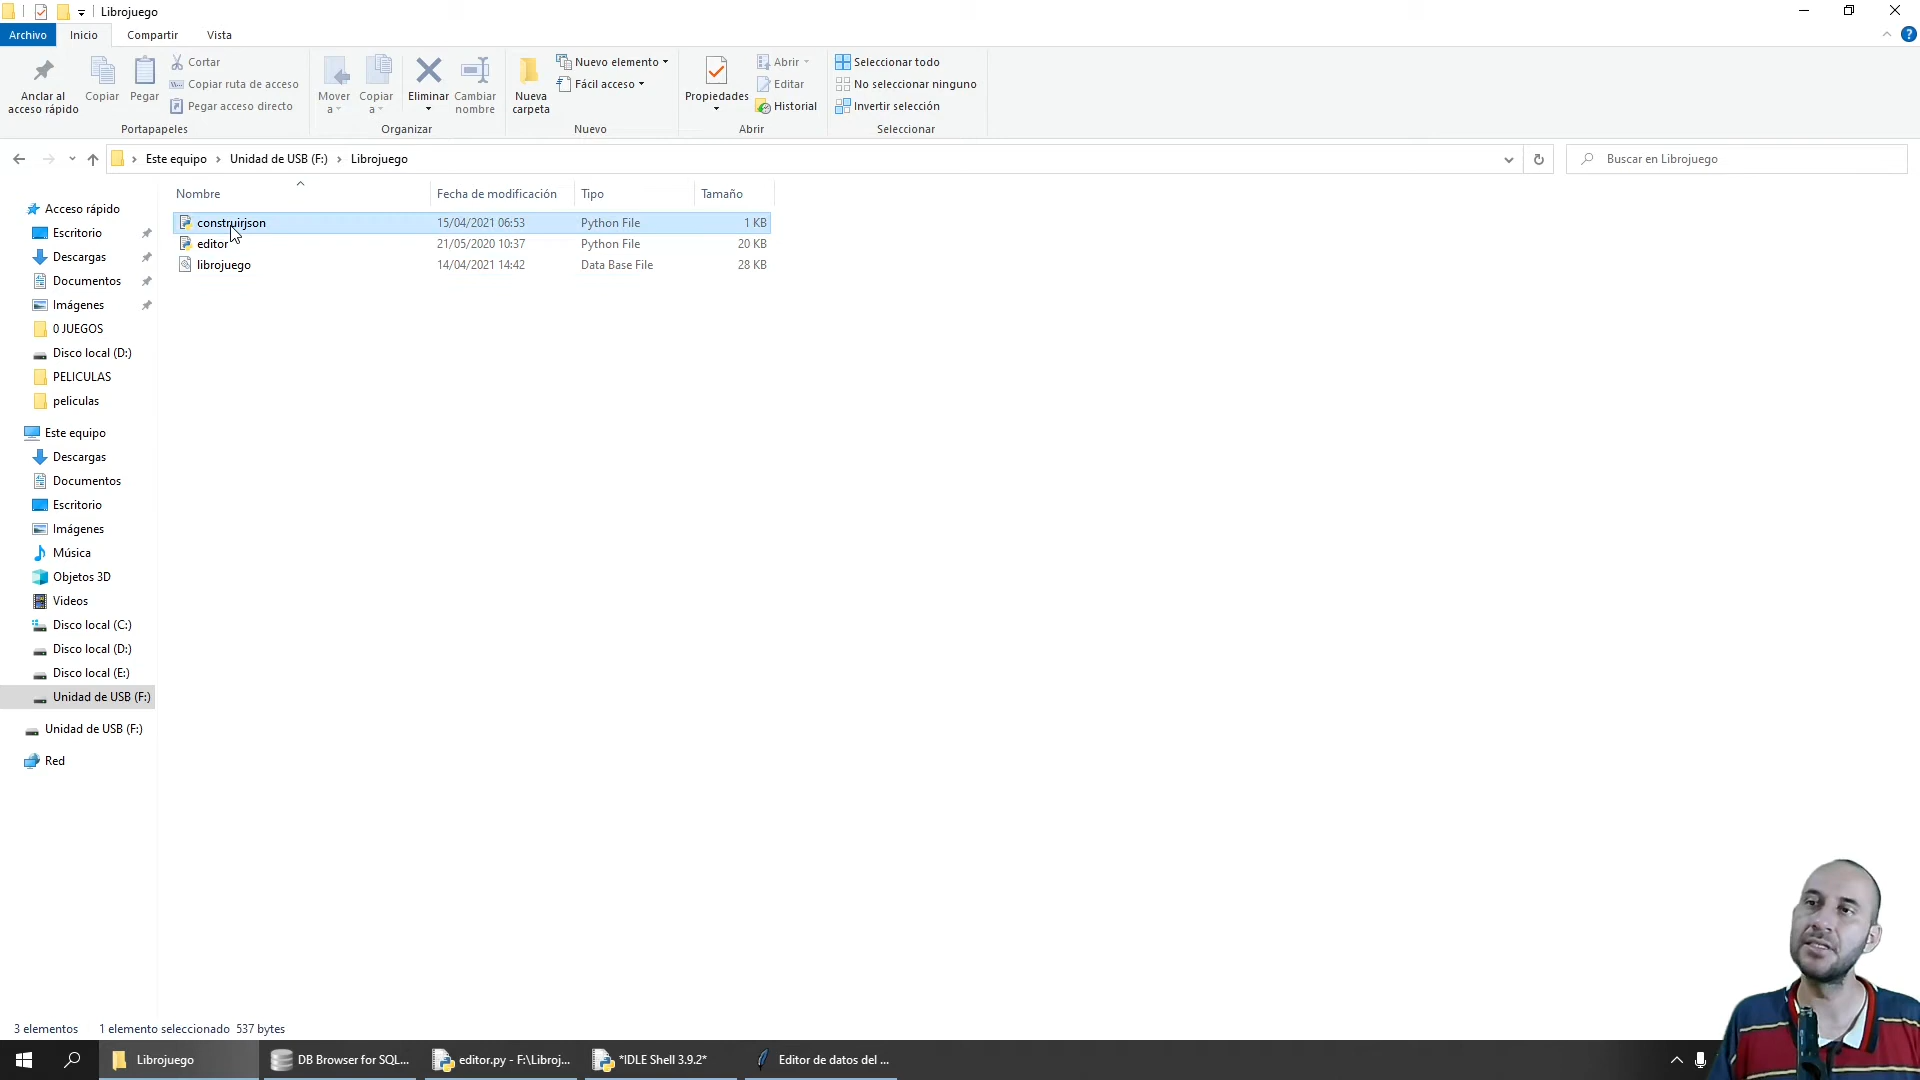 Librojuego
Archivo
Inicio
Compartir
Vista
Anclar al
acceso rápido
Copiar
Pegar
Cortar
Copiar ruta de acceso
Pegar acceso directo
Portapapeles
Mover
a
Copiar
a
Eliminar
Cambiar
nombre
Organizar
Nueva
carpeta
Nuevo elemento
Fácil acceso
Nuevo
Propiedades
Abrir
Editar
Historial
Abrir
Seleccionar todo
No seleccionar ninguno
Invertir selección
Seleccionar
Este equipo > Unidad de USB (F:) > Librojuego
Buscar en Librojuego
Nombre Fecha de modificación Tipo Tamaño
construirjson 15/04/2021 06:53 Python File 1 KB
editor 21/05/2020 10:37 Python File 20 KB
librojuego 14/04/2021 14:42 Data Base File 28 KB
Acceso rápido
Escritorio
Descargas
Documentos
Imágenes
0 JUEGOS
Disco local (D:)
PELICULAS
peliculas
Este equipo
Descargas
Documentos
Escritorio
Imágenes
Música
Objetos 3D
Videos
Disco local (C:)
Disco local (D:)
Disco local (E:)
Unidad de USB (F:)
Unidad de USB (F:)
Red
3 elementos 1 elemento seleccionado 537 bytes
Librojuego
DB Browser for SQL...
editor.py - F:\Libroj...
*IDLE Shell 3.9.2*
Editor de datos del ...